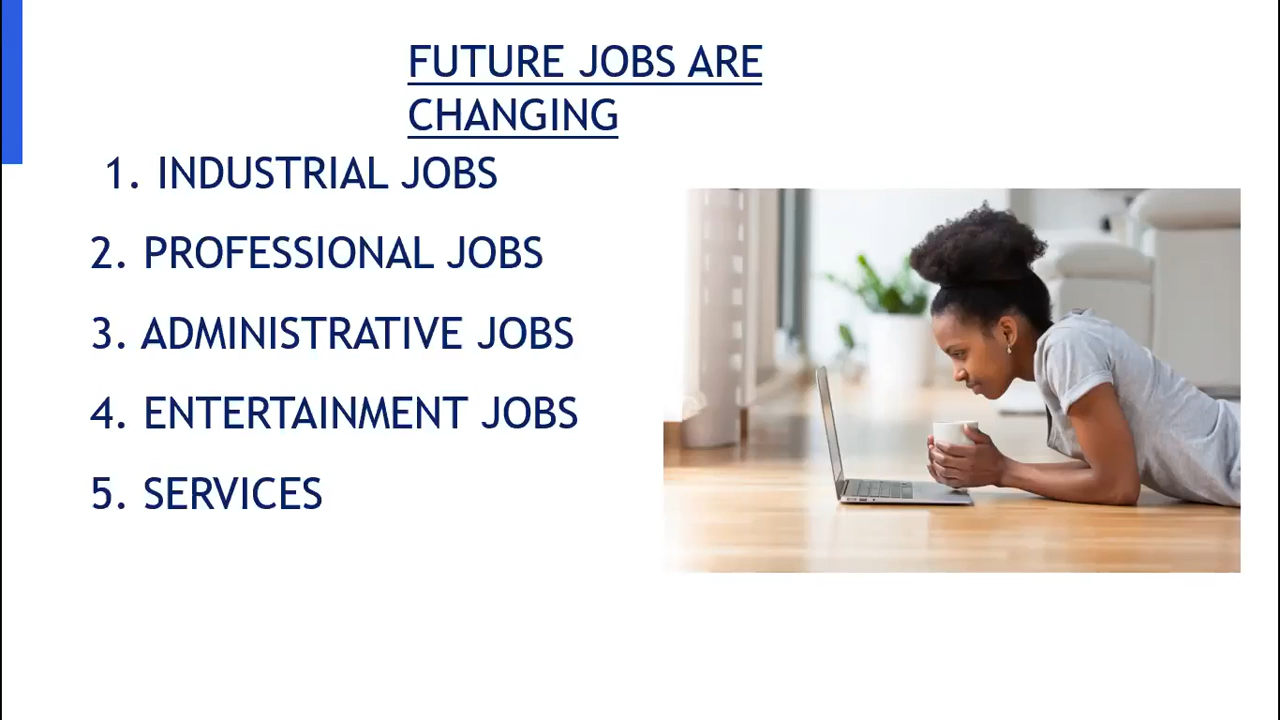 FUTURE JOBS ARE
CHANGING
1. INDUSTRIAL JOBS
2. PROFESSIONAL JOBS
3. ADMINISTRATIVE JOBS
4. ENTERTAINMENT JOBS
5. SERVICES